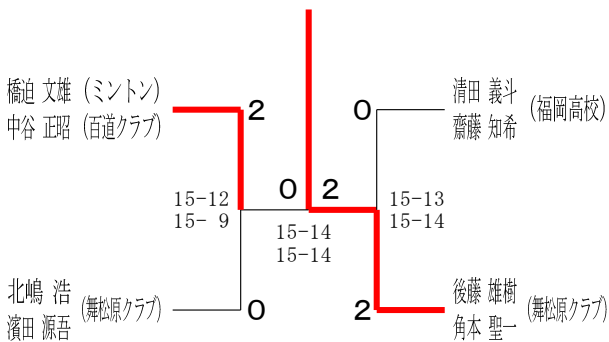 橋迫 文雄 (ミントン)
中谷 正昭 (百道クラブ)
2
0
清田 義斗
齋藤 知希
(福岡高校)
15-12
15- 9
0
2
15-14
15-14
15-13
15-14
北嶋 浩
濱田 源吾
(舞松原クラブ)
0
2
後藤 雄樹
角本 聖一
(舞松原クラブ)